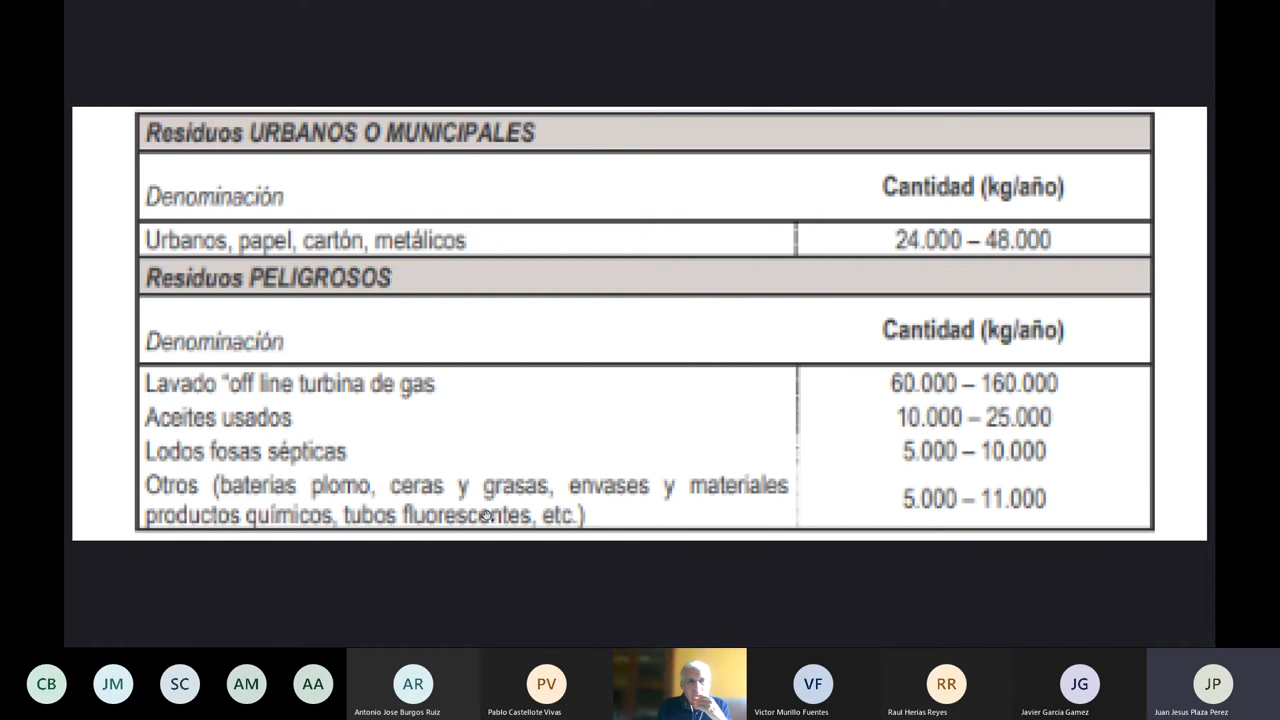 Residuos URBANOS O MUNICIPALES
Denominación
Cantidad (kg/año)
Urbanos, papel, cartón, metálicos
24.000 – 48.000
Residuos PELIGROSOS
Denominación
Cantidad (kg/año)
Lavado "off line turbina de gas
60.000 – 160.000
Aceites usados
10.000 – 25.000
Lodos fosas sépticas
5.000 – 10.000
Otros (baterias plomo, ceras y grasas, envases y materiales
productos químicos, tubos fluorescentes, etc.)
5.000 – 11.000
CB
JM
SC
AM
AA
AR
Antonio Jose Burgos Ruiz
PV
Pablo Castellote Vivas
VF
Victor Murillo Fuentes
RR
Raul Herias Reyes
JG
Javier Garcia Gamez
JP
Juan Jesus Plaza Perez